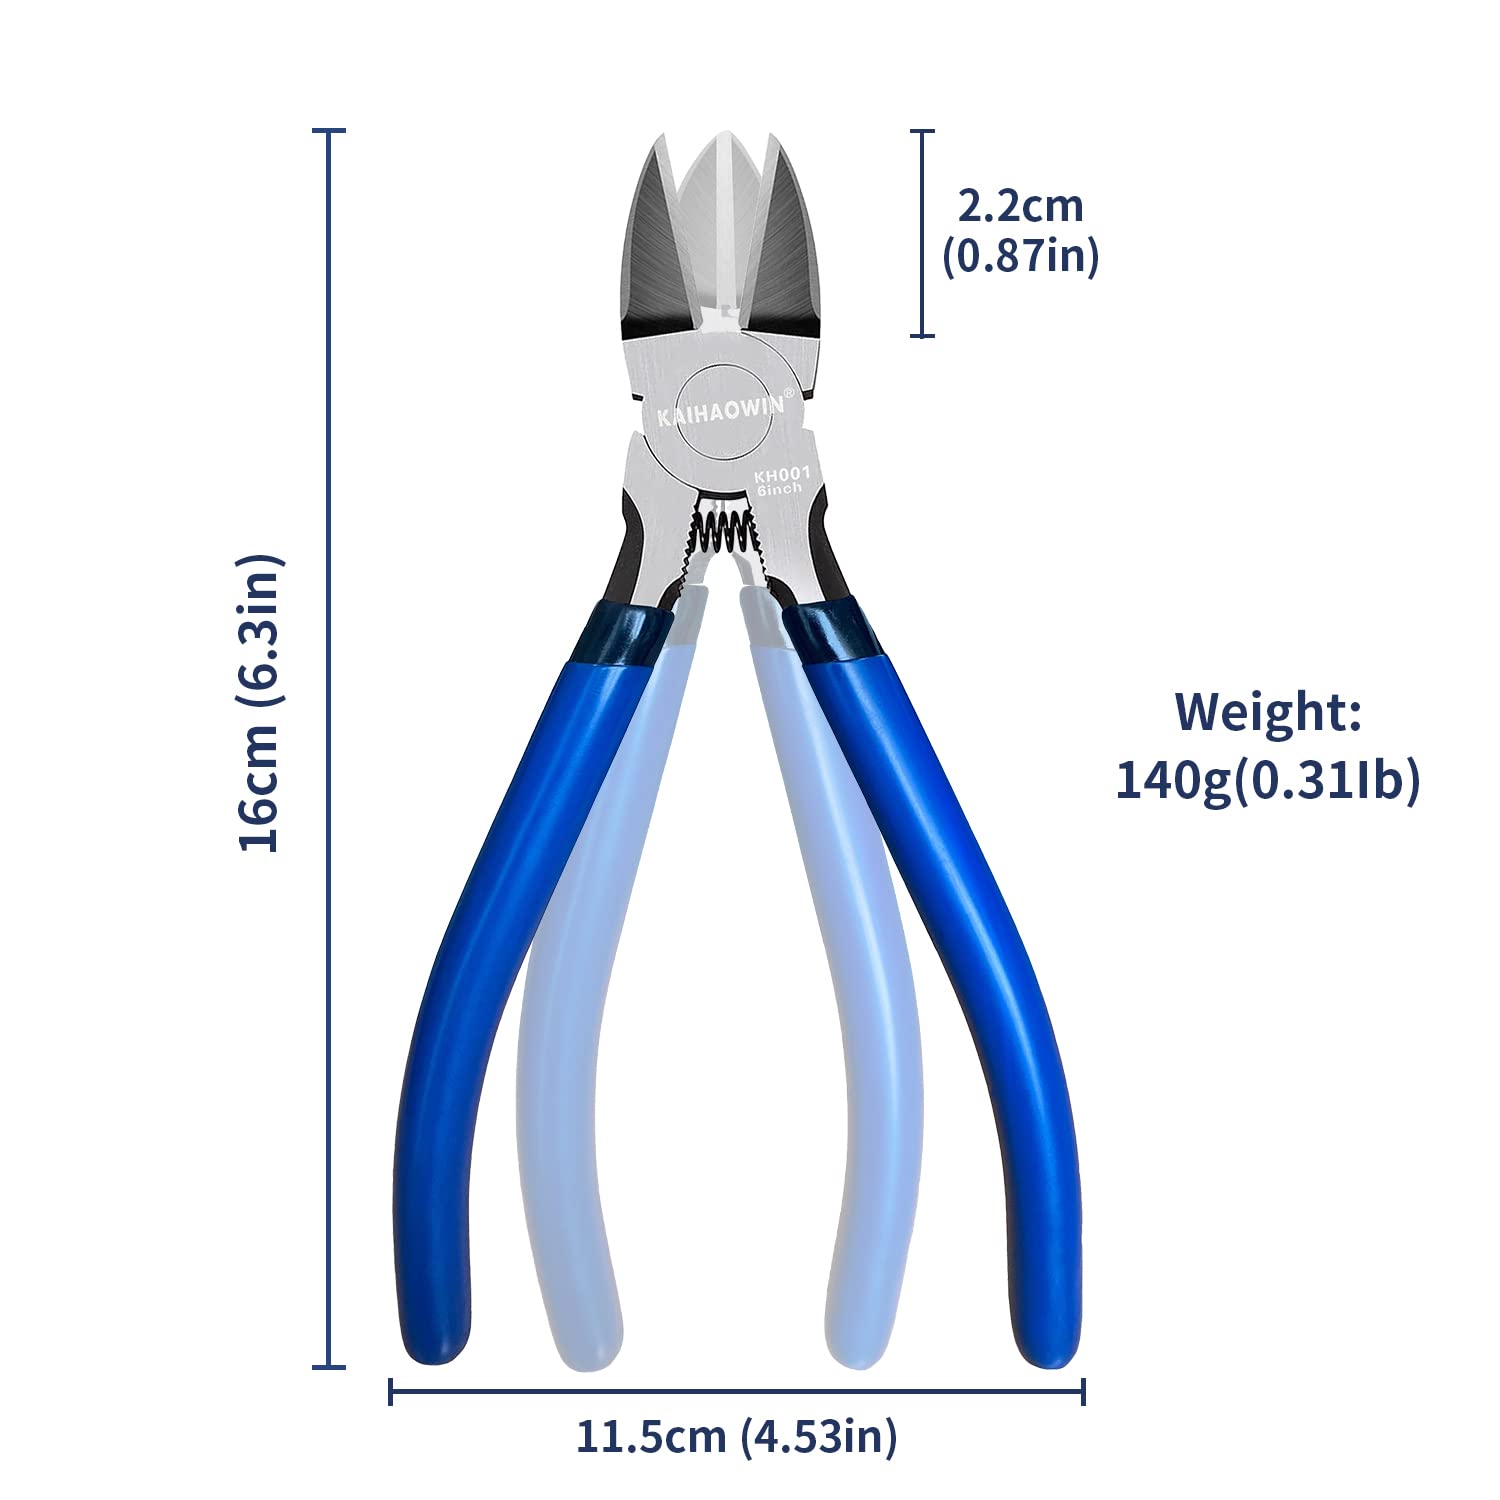 2.2cm
(0.87in)
KAIHAOWIN®
KH001
6inch
16cm (6.3in)
Weight:
140g(0.31Ib)
11.5cm (4.53in)